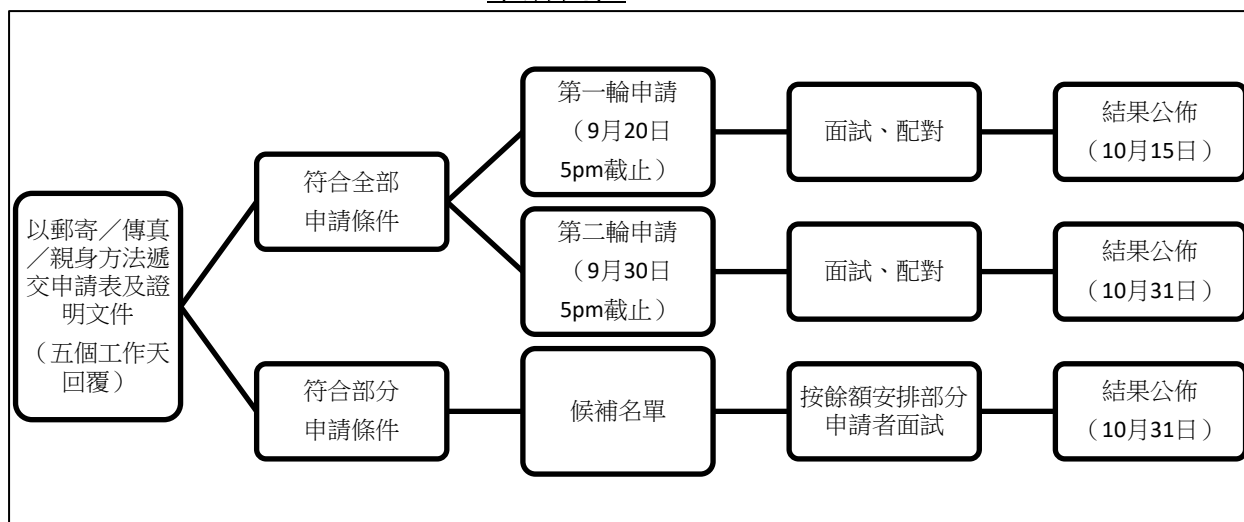 以郵寄／傳真
／親身方法遞
交申請表及證
明文件
（五個工作天
回覆）
符合全部
申請條件
第一輪申請
（9月20日
5pm截止）
面試、配對
結果公佈
（10月15日）
第二輪申請
（9月30日
5pm截止）
面試、配對
結果公佈
（10月31日）
符合部分
申請條件
候補名單
按餘額安排部分
申請者面試
結果公佈
（10月31日）